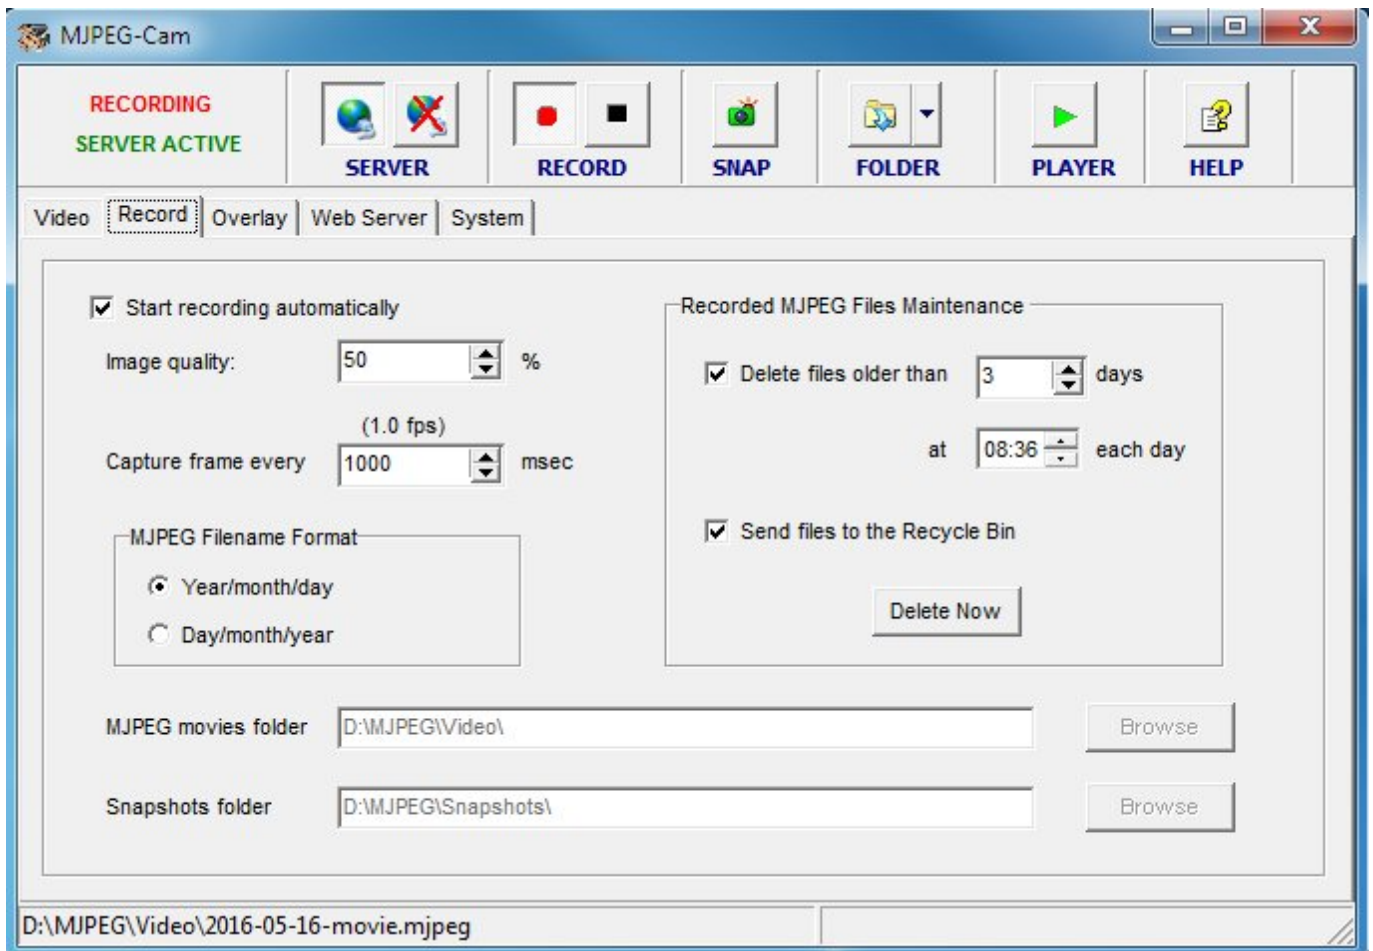 MJPEG-Cam
RECORDING
SERVER ACTIVE
SERVER
RECORD
SNAP
FOLDER
PLAYER
HELP
Video Record Overlay Web Server System
Start recording automatically
Image quality: 50 %
(1.0 fps)
Capture frame every 1000 msec
MJPEG Filename Format
Year/month/day
Day/month/year
Recorded MJPEG Files Maintenance
Delete files older than 3 days
at 08:36 each day
Send files to the Recycle Bin
Delete Now
MJPEG movies folder D:\MJPEG\Video\ Browse
Snapshots folder D:\MJPEG\Snapshots\ Browse
D:\MJPEG\Video\2016-05-16-movie.mjpeg